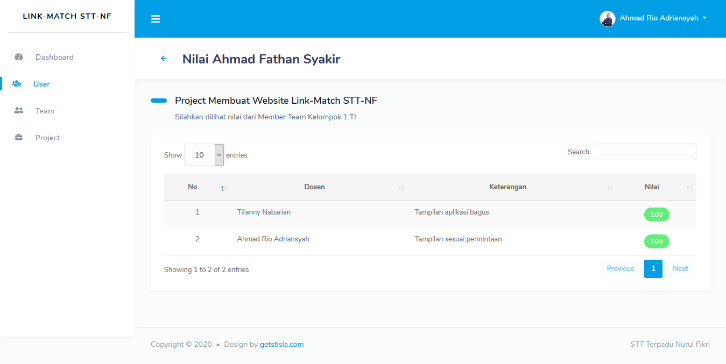 LINK-MATCH STT-NF
Ahmad Rio Adriansyah
Dashboard
User
Team
Project
Nilai Ahmad Fathan Syakir
Project Membuat Website Link-Match STT-NF
Silahkan dilihat nilai dari Member Team Kelompok 1 TI
Show 10 entries
Search:
No Dosen Keterangan Nilai
1 Tifanny Nabarian Tampilan aplikasi bagus 100
2 Ahmad Rio Adriansyah Tampilan sesuai permintaan 100
Showing 1 to 2 of 2 entries
Previous 1 Next
Copyright © 2020 • Design by getstisla.com
STT Terpadu Nurul Fikri